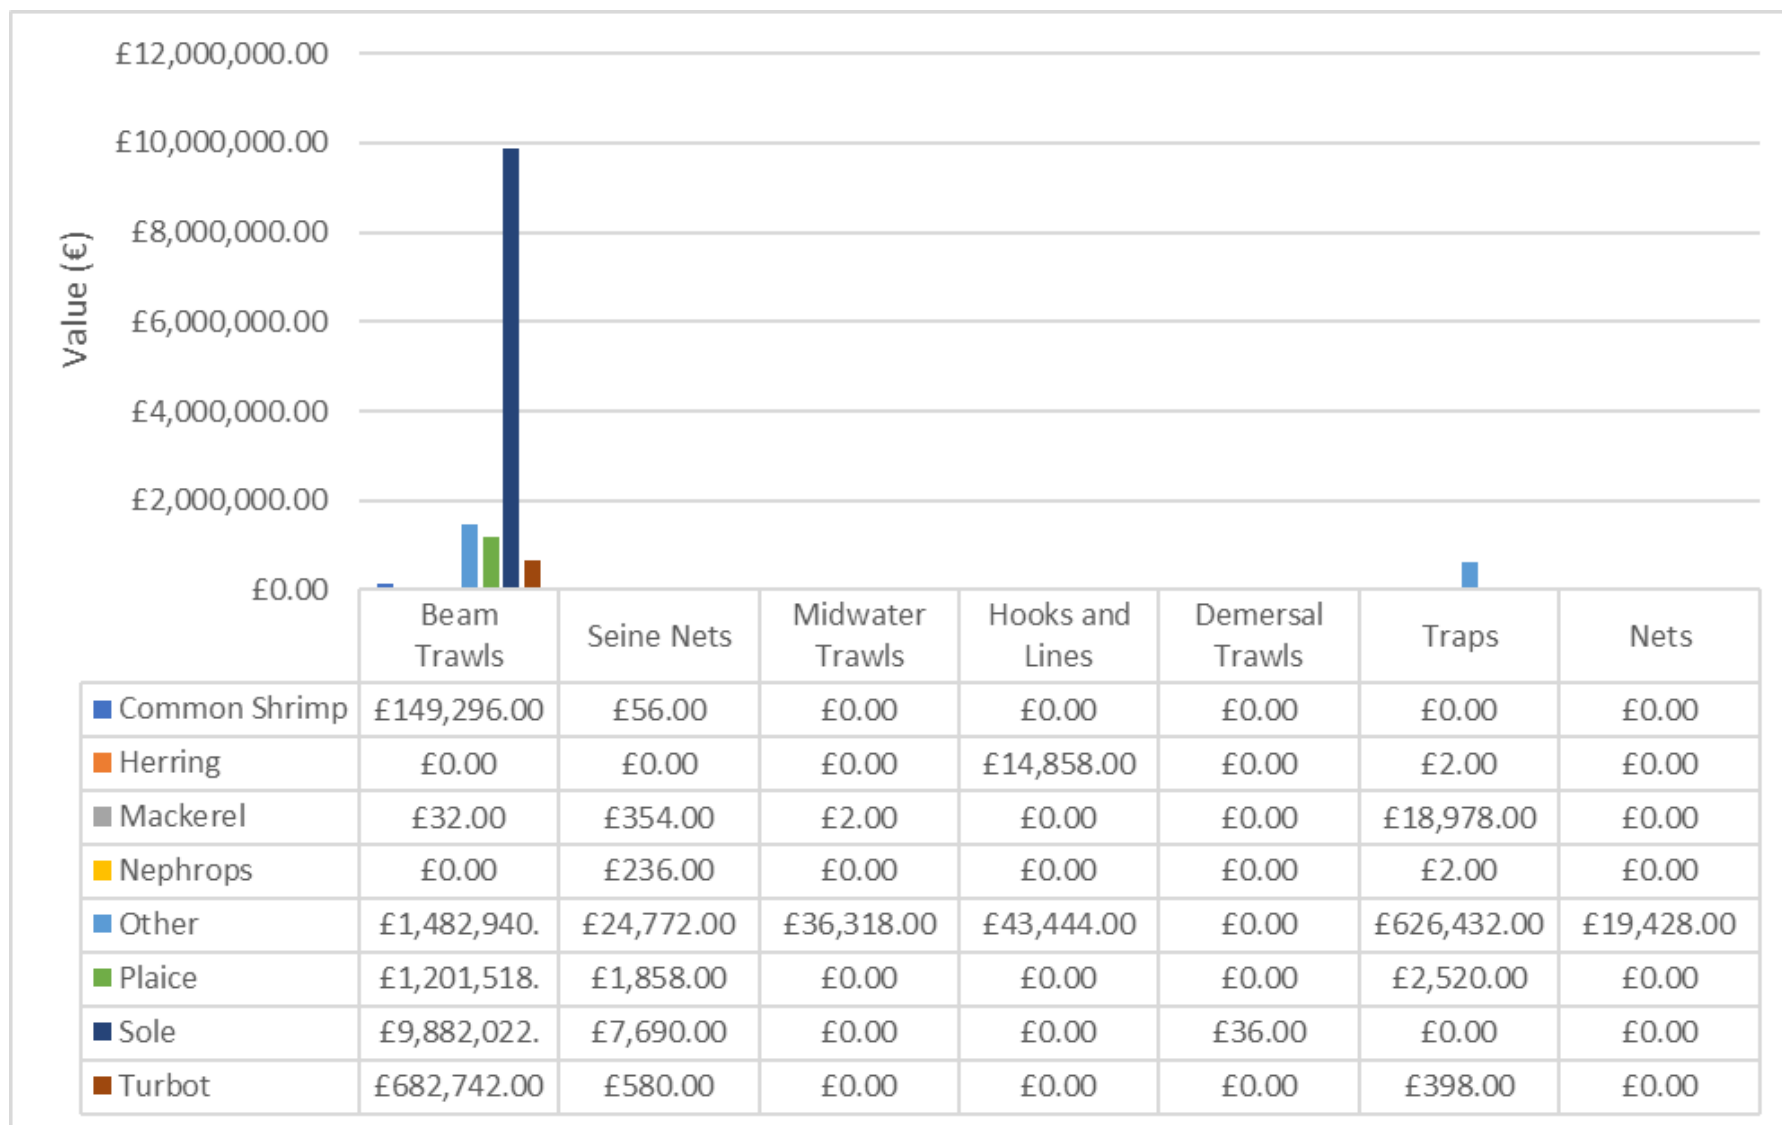 £12,000,000.00
£10,000,000.00
£8,000,000.00
£6,000,000.00
£4,000,000.00
£2,000,000.00
£0.00
Value (€)
Beam Trawls Seine Nets Midwater Trawls Hooks and Lines Demersal Trawls Traps Nets
Common Shrimp £149,296.00 £56.00 £0.00 £0.00 £0.00 £0.00 £0.00
Herring £0.00 £0.00 £0.00 £14,858.00 £0.00 £2.00 £0.00
Mackerel £32.00 £354.00 £2.00 £0.00 £0.00 £18,978.00 £0.00
Nephrops £0.00 £236.00 £0.00 £0.00 £0.00 £2.00 £0.00
Other £1,482,940. £24,772.00 £36,318.00 £43,444.00 £0.00 £626,432.00 £19,428.00
Plaice £1,201,518. £1,858.00 £0.00 £0.00 £0.00 £2,520.00 £0.00
Sole £9,882,022. £7,690.00 £0.00 £0.00 £36.00 £0.00 £0.00
Turbot £682,742.00 £580.00 £0.00 £0.00 £0.00 £398.00 £0.00